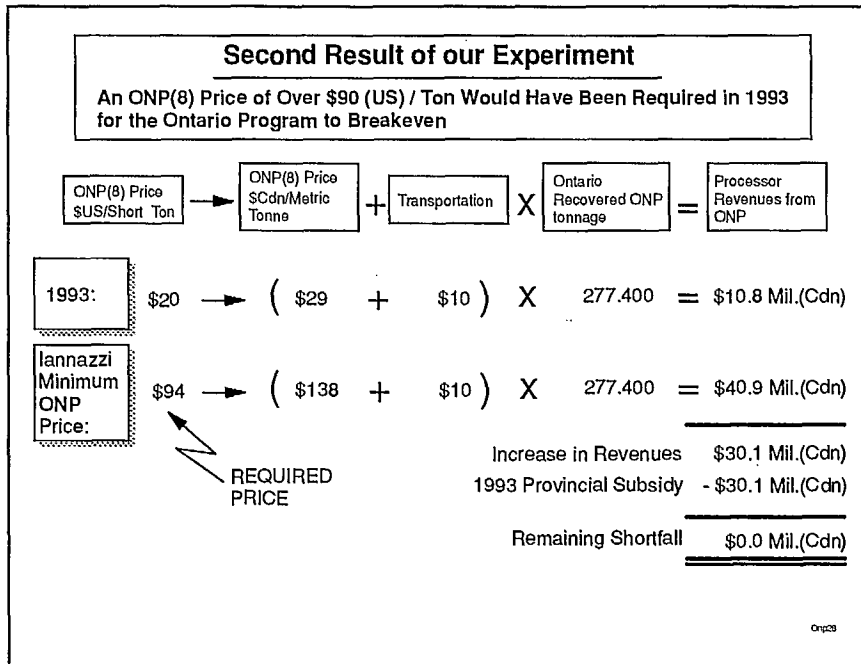 Second Result of our Experiment
An ONP(8) Price of Over $90 (US) / Ton Would Have Been Required in 1993
for the Ontario Program to Breakeven
ONP(8) Price
$US/Short Ton
ONP(8) Price
$Cdn/Metric
Tonne
+
Transportation
X
Ontario
Recovered ONP
tonnage
=
Processor
Revenues from
ONP
1993: $20 ( $29 + $10 ) X 277.400 = $10.8 Mil.(Cdn)
Iannazzi
Minimum
ONP
Price:
$94 ( $138 + $10 ) X 277.400 = $40.9 Mil.(Cdn)
REQUIRED
PRICE
Increase in Revenues $30.1 Mil.(Cdn)
1993 Provincial Subsidy - $30.1 Mil.(Cdn)
Remaining Shortfall $0.0 Mil.(Cdn)
Onp28